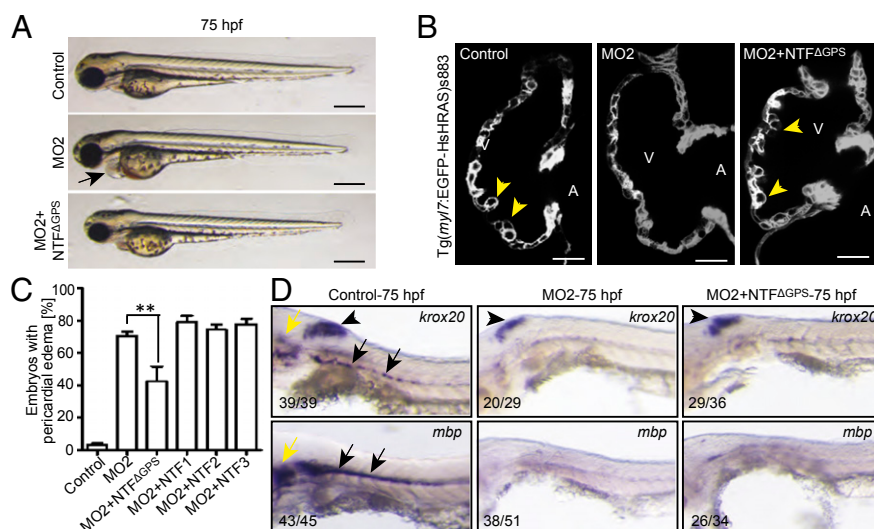 A
75 hpf
Control
MO2
MO2+
NTFΔGPS
B
Tg(myl7:EGFP-HsHRAS)s883
Control
V
A
MO2
V
A
MO2+NTFΔGPS
V
A
C
Embryos with
pericardial edema [%]
100
80
60
40
20
0
**
Control
MO2
MO2+NTFΔGPS
MO2+NTF1
MO2+NTF2
MO2+NTF3
D
Control-75 hpf
MO2-75 hpf
MO2+NTFΔGPS-75 hpf
krox20
39/39
krox20
20/29
krox20
29/36
mbp
43/45
mbp
38/51
mbp
26/34